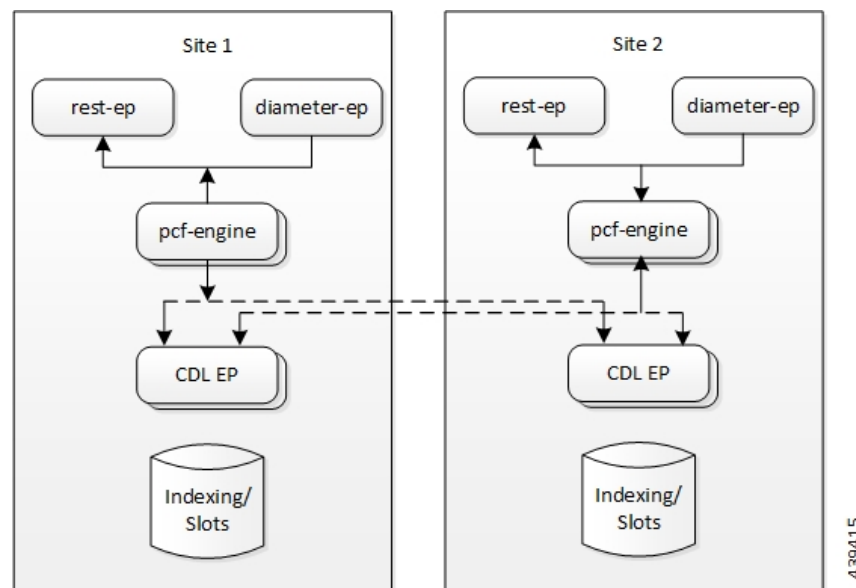 Site 1
rest-ep
diameter-ep
pcf-engine
CDL EP
Indexing/
Slots
Site 2
rest-ep
diameter-ep
pcf-engine
CDL EP
Indexing/
Slots
439415